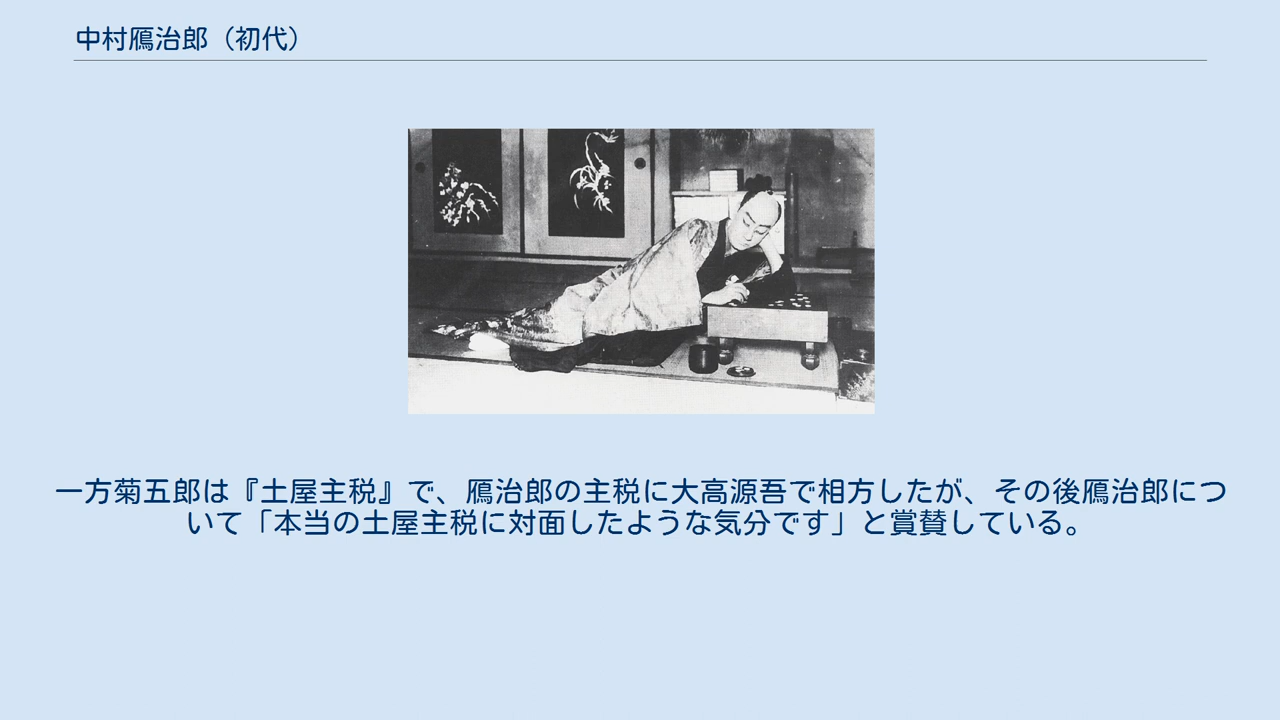 中村鴈治郎（初代）
一方菊五郎は『土屋主税』で、鴈治郎の主税に大高源吾で相方したが、その後鴈治郎につ
いて「本当の土屋主税に対面したような気分です」と賞賛している。